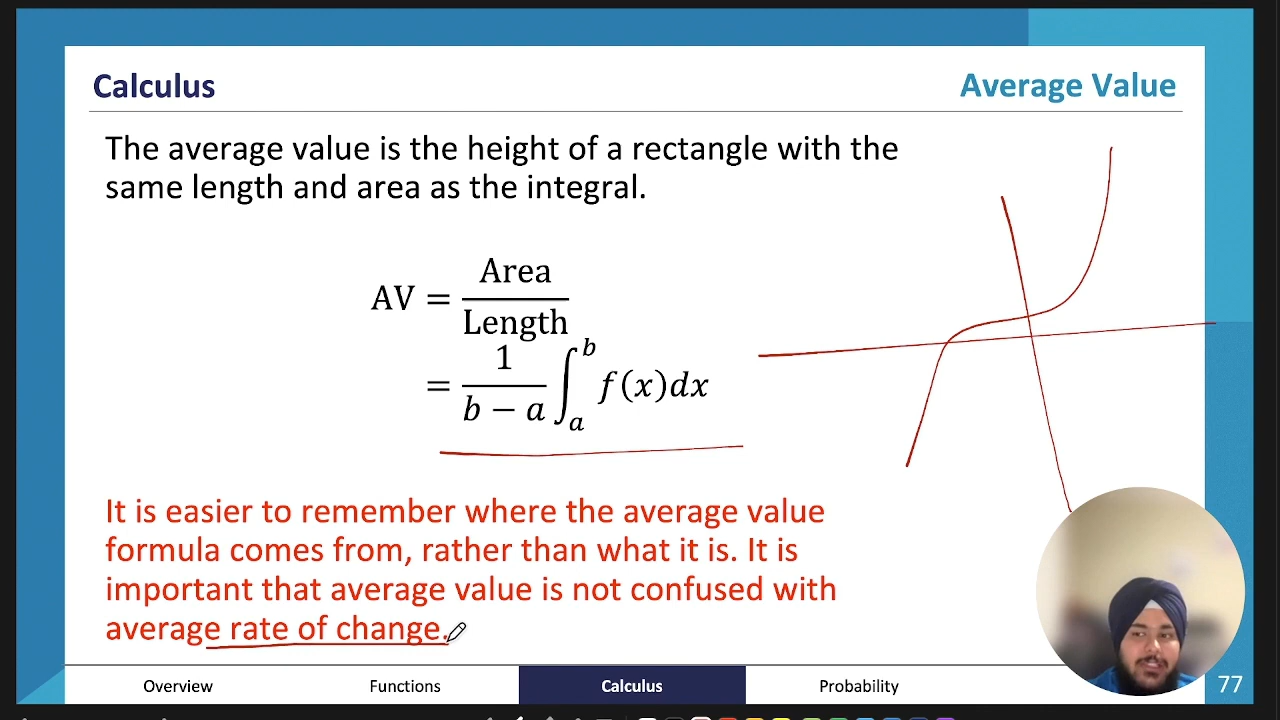 Calculus
Average Value
The average value is the height of a rectangle with the
same length and area as the integral.
AV = Area / Length
= 1 / (b − a) ∫_a^b f(x)dx
It is easier to remember where the average value
formula comes from, rather than what it is. It is
important that average value is not confused with
average rate of change.
Overview
Functions
Calculus
Probability
77